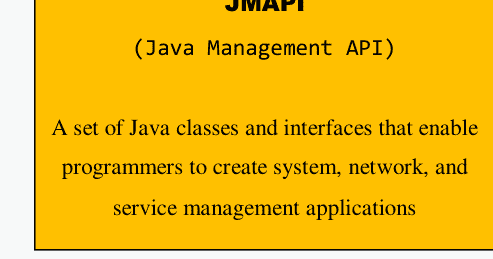 JMAPI
(Java Management API)
A set of Java classes and interfaces that enable
programmers to create system, network, and
service management applications